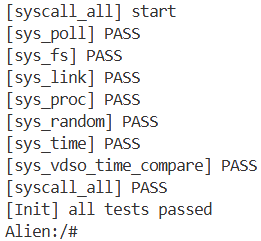 [syscall_all] start
[sys_poll] PASS
[sys_fs] PASS
[sys_link] PASS
[sys_proc] PASS
[sys_random] PASS
[sys_time] PASS
[sys_vdso_time_compare] PASS
[syscall_all] PASS
[Init] all tests passed
Alien:/#